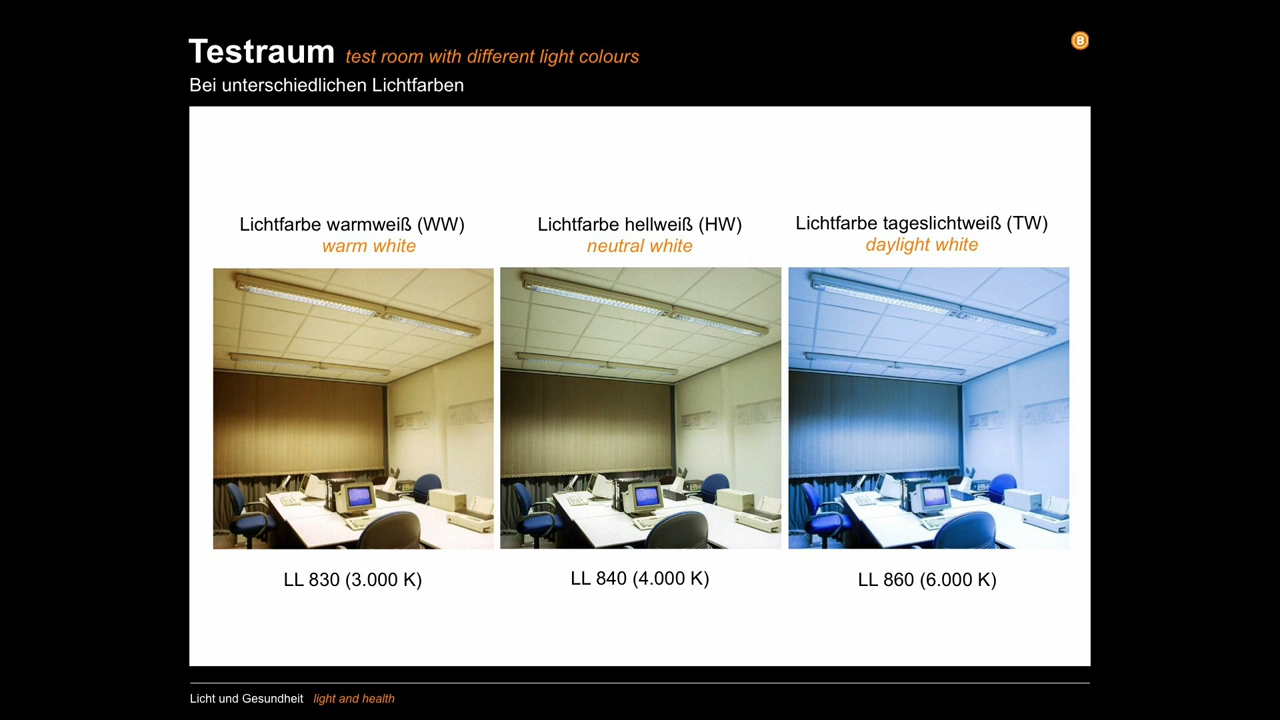 Testraum test room with different light colours
B
Bei unterschiedlichen Lichtfarben
Lichtfarbe warmweiß (WW)
warm white
Lichtfarbe hellweiß (HW)
neutral white
Lichtfarbe tageslichtweiß (TW)
daylight white
LL 830 (3.000 K)
LL 840 (4.000 K)
LL 860 (6.000 K)
Licht und Gesundheit light and health